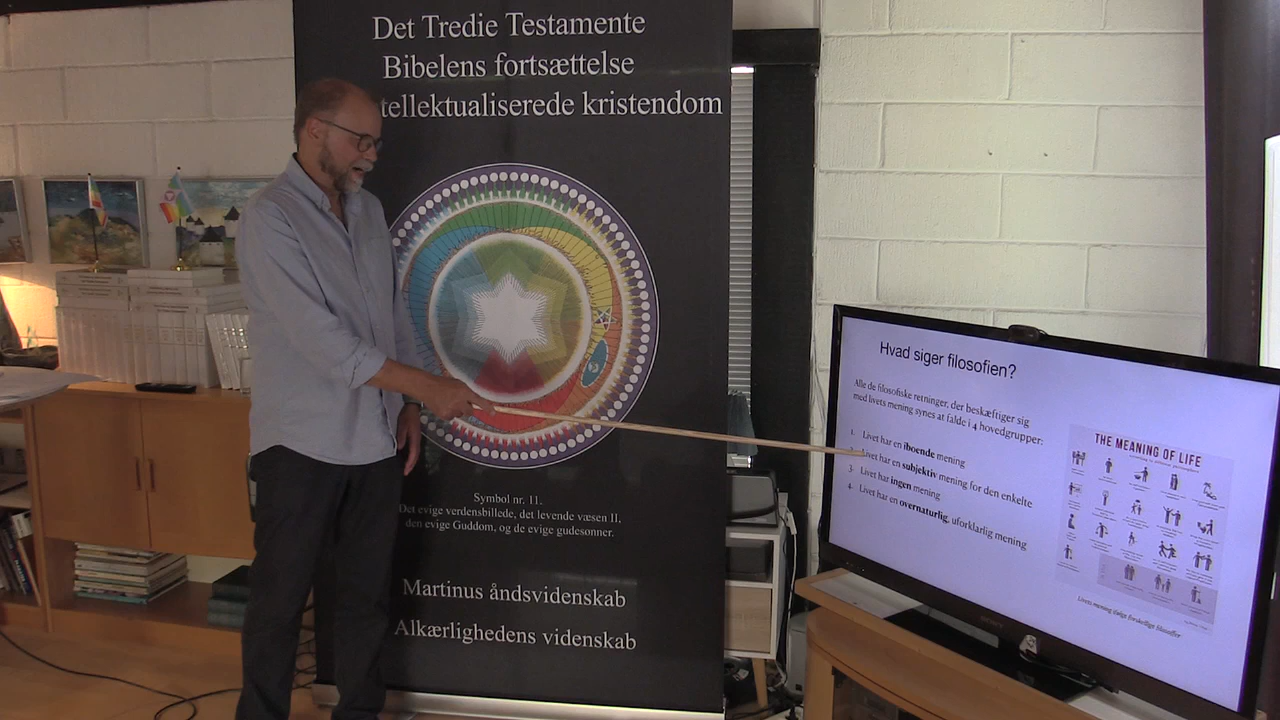 Det Tredie Testamente
Bibelens fortsættelse
tellektualiserede kristendom
Symbol nr. 11.
Det evige verdensbillede, det levende væsen II,
den evige Guddom, og de evige gudesønner.
Martinus åndsvidenskab
Alkærlighedens videnskab
Hvad siger filosofien?
Alle de filosofiske retninger, der beskæftiger sig
med livets mening synes at falde i 4 hovedgrupper:
1. Livet har en iboende mening
Livet har en subjektiv mening for den enkelte
3. Livet har ingen mening
4. Livet har en overnaturlig, uforklarlig mening
THE MEANING OF LIFE
Livets mening ifølge forskellige filosoffer